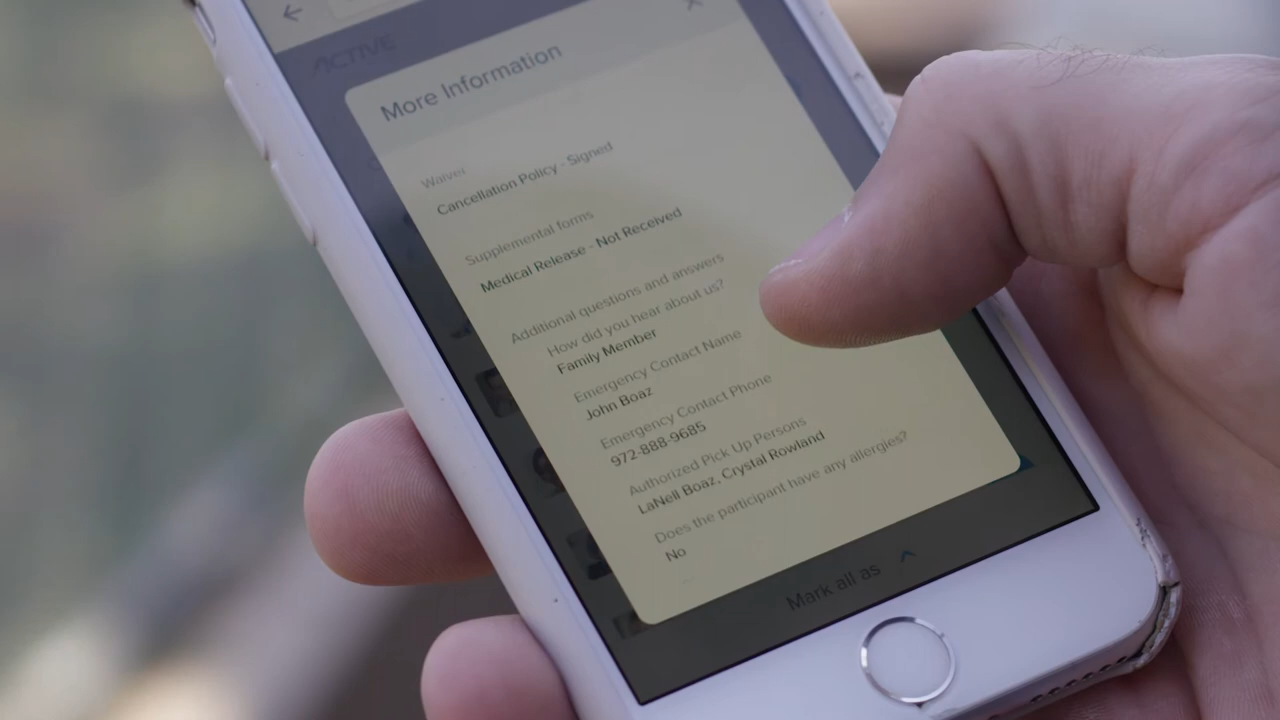 ACTIVE
More Information
Waiver
Cancellation Policy - Signed
Supplemental forms
Medical Release - Not Received
Additional questions and answers
How did you hear about us?
Family Member
Emergency Contact Name
John Boaz
Emergency Contact Phone
972-888-9685
Authorized Pick Up Persons
LaNell Boaz, Crystal Rowland
Does the participant have any allergies?
No
Mark all as